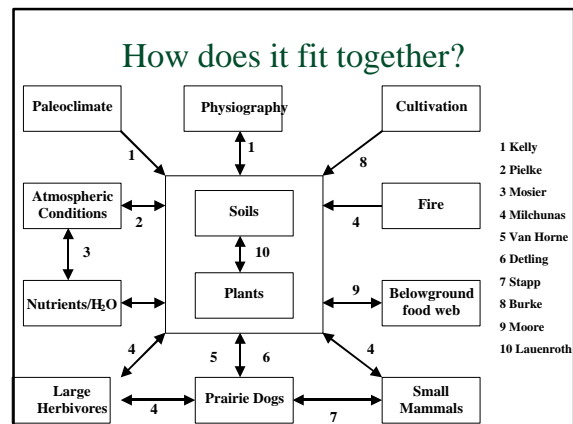 How does it fit together?
Paleoclimate
Physiography
Cultivation
1
1
8
1 Kelly
2 Pielke
3 Mosier
4 Milchunas
5 Van Horne
6 Detling
7 Stapp
8 Burke
9 Moore
10 Lauenroth
Atmospheric
Conditions
2
Soils
4
Fire
3
10
Nutrients/H₂O
Plants
9
Belowground
food web
4
5
6
4
Large
Herbivores
4
Prairie Dogs
7
Small
Mammals